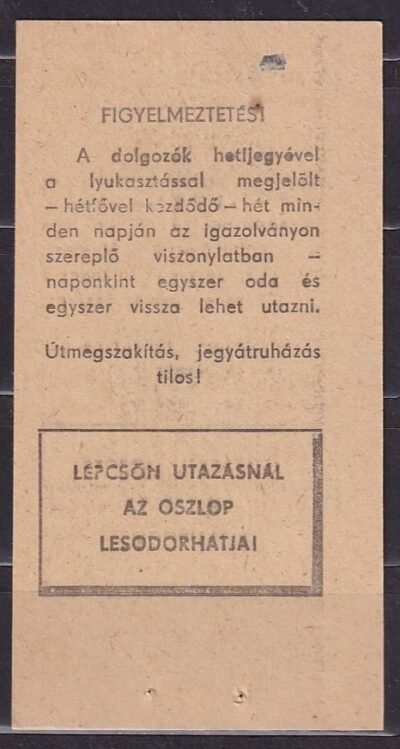 FIGYELMEZTETÉS!
A dolgozók hetijegyével
a lyukasztással megjelölt
— hétfővel kezdődő — hét min-
den napján az igazolványon
szereplő viszonylatban —
naponkint egyszer oda és
egyszer vissza lehet utazni.
Útmegszakítás, jegyátruházás
tilos!
LÉPCSŐN UTAZÁSNÁL
AZ OSZLOP
LESODORHATJA!